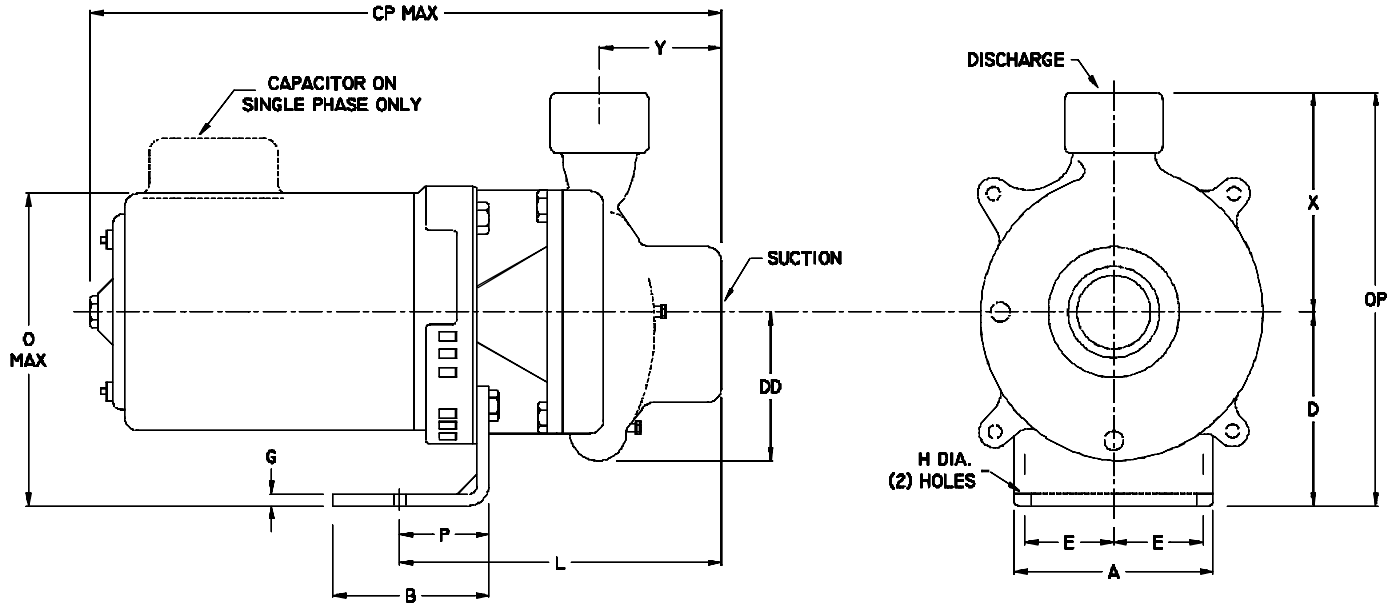 CP MAX
Y
DISCHARGE
CAPACITOR ON
SINGLE PHASE ONLY
X
SUCTION
OP
O
MAX
DD
D
G
H DIA.
(2) HOLES
P
E
E
L
A
B